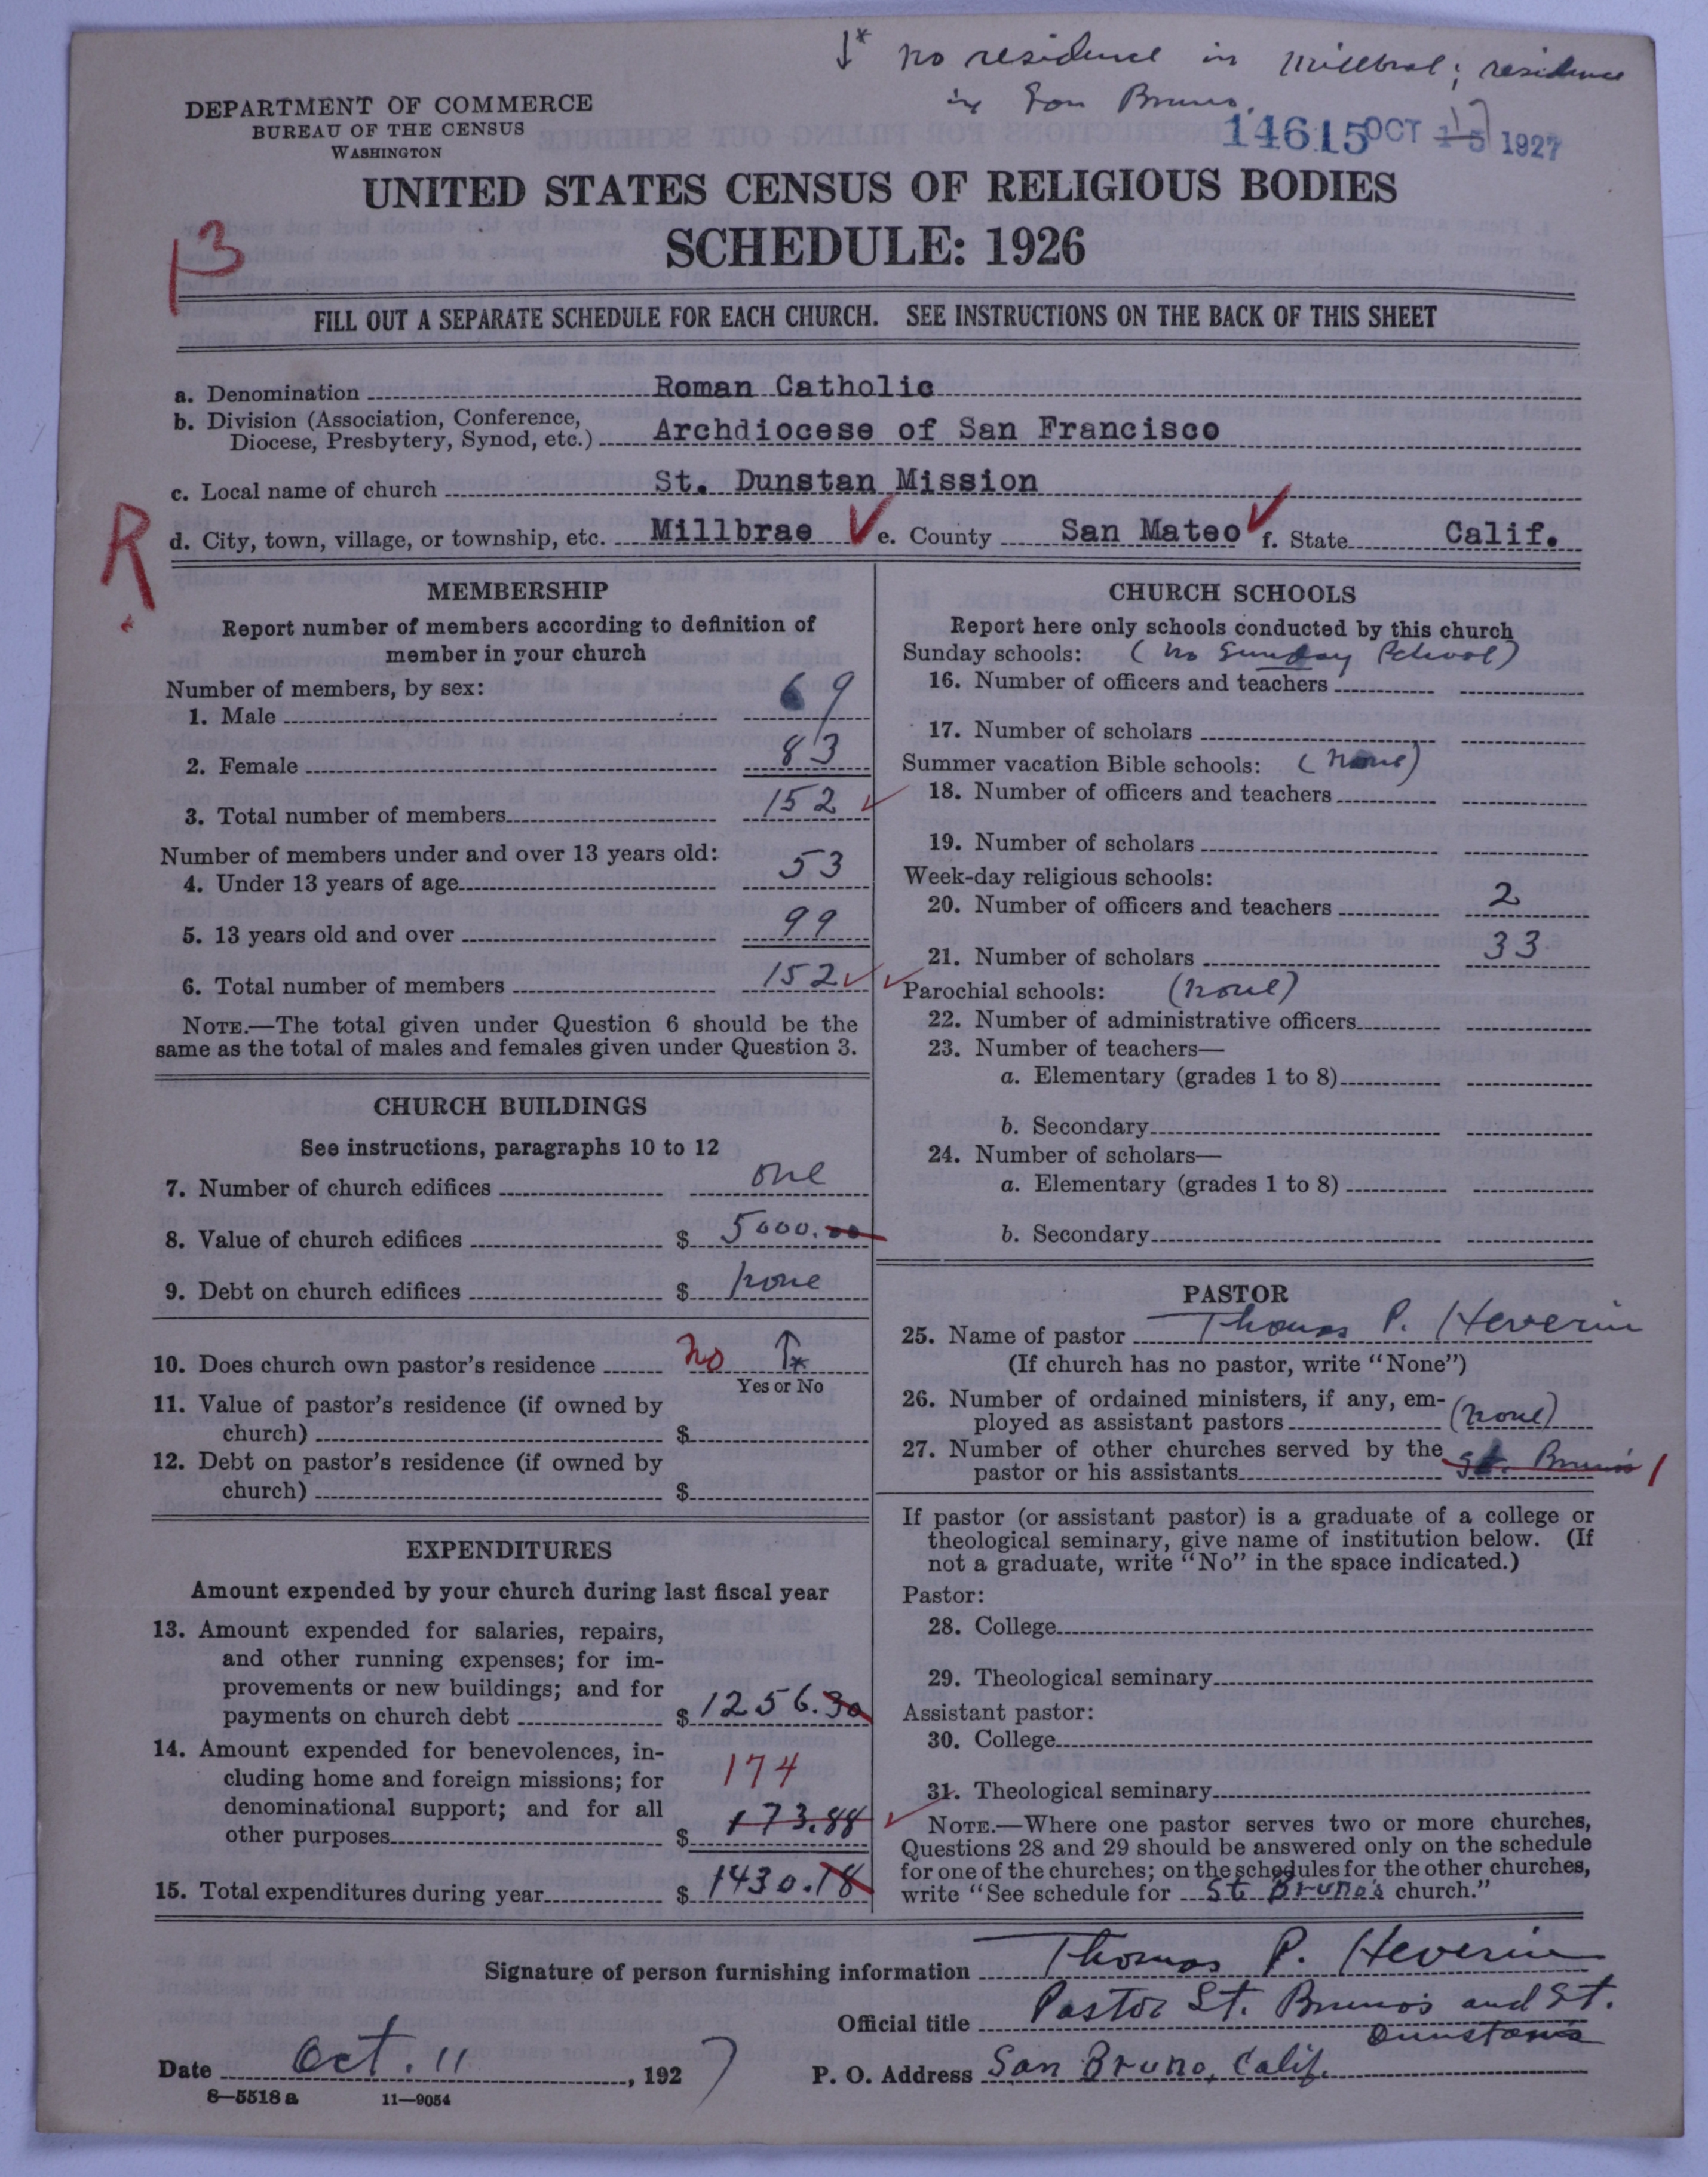 ↓* no residence in Millbrae; residence
in San Bruno.
DEPARTMENT OF COMMERCE
BUREAU OF THE CENSUS
WASHINGTON
14615 OCT 15 17 1927
UNITED STATES CENSUS OF RELIGIOUS BODIES
SCHEDULE: 1926
13
FILL OUT A SEPARATE SCHEDULE FOR EACH CHURCH. SEE INSTRUCTIONS ON THE BACK OF THIS SHEET
a. Denomination Roman Catholic
b. Division (Association, Conference,
Diocese, Presbytery, Synod, etc.) Archdiocese of San Francisco
c. Local name of church St. Dunstan Mission
R
d. City, town, village, or township, etc. Millbrae ✓ e. County San Mateo ✓ f. State Calif.
MEMBERSHIP
Report number of members according to definition of
member in your church
Number of members, by sex:
1. Male 69
2. Female 83
3. Total number of members 152 ✓
Number of members under and over 13 years old:
4. Under 13 years of age 53
5. 13 years old and over 99
6. Total number of members 152 ✓
NOTE.—The total given under Question 6 should be the
same as the total of males and females given under Question 3.
CHURCH BUILDINGS
See instructions, paragraphs 10 to 12
7. Number of church edifices one
8. Value of church edifices $ 5000.00
9. Debt on church edifices $ none
10. Does church own pastor's residence No ↑*
Yes or No
11. Value of pastor's residence (if owned by
church) $
12. Debt on pastor's residence (if owned by
church) $
EXPENDITURES
Amount expended by your church during last fiscal year
13. Amount expended for salaries, repairs,
and other running expenses; for im-
provements or new buildings; and for
payments on church debt $ 1256.30
14. Amount expended for benevolences, in-
cluding home and foreign missions; for 174
denominational support; and for all
other purposes $ 173.88
15. Total expenditures during year $ 1430.18
CHURCH SCHOOLS
Report here only schools conducted by this church
Sunday schools: (no Sunday School)
16. Number of officers and teachers
17. Number of scholars
Summer vacation Bible schools: (none)
18. Number of officers and teachers
19. Number of scholars
Week-day religious schools:
20. Number of officers and teachers 2
21. Number of scholars 33
✓ Parochial schools: (none)
22. Number of administrative officers
23. Number of teachers—
a. Elementary (grades 1 to 8)
b. Secondary
24. Number of scholars—
a. Elementary (grades 1 to 8)
b. Secondary
PASTOR
25. Name of pastor Thomas P. Heverin
(If church has no pastor, write "None")
26. Number of ordained ministers, if any, em-
ployed as assistant pastors (none)
27. Number of other churches served by the
pastor or his assistants St. Bruno's 1
If pastor (or assistant pastor) is a graduate of a college or
theological seminary, give name of institution below. (If
not a graduate, write "No" in the space indicated.)
Pastor:
28. College
29. Theological seminary
Assistant pastor:
30. College
31. Theological seminary
✓ NOTE.—Where one pastor serves two or more churches,
Questions 28 and 29 should be answered only on the schedule
for one of the churches; on the schedules for the other churches,
write "See schedule for St Bruno's church."
Signature of person furnishing information Thomas P. Heverin
Official title Pastor St. Bruno's and St.
Dunstan's
Date Oct. 11, 1927 P. O. Address San Bruno, Calif.
8—5518 a 11—9054